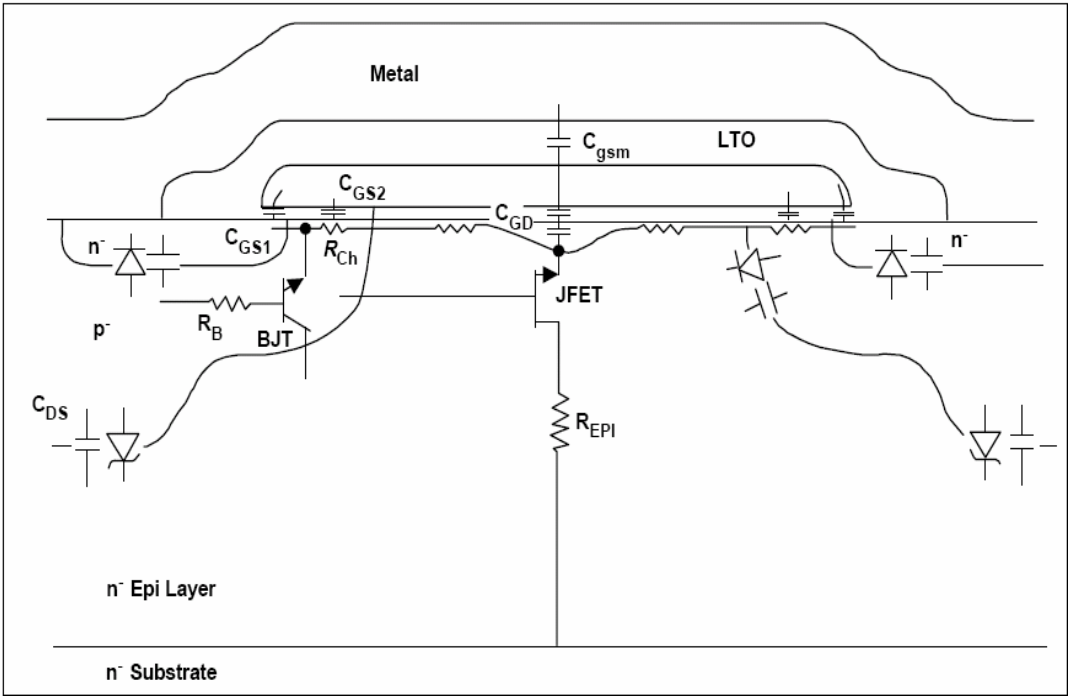 Metal
C_gsm
LTO
C_GS2
C_GD
n⁻
C_GS1
R_Ch
n⁻
JFET
p⁻
R_B
BJT
C_DS
R_EPI
n⁻ Epi Layer
n⁻ Substrate